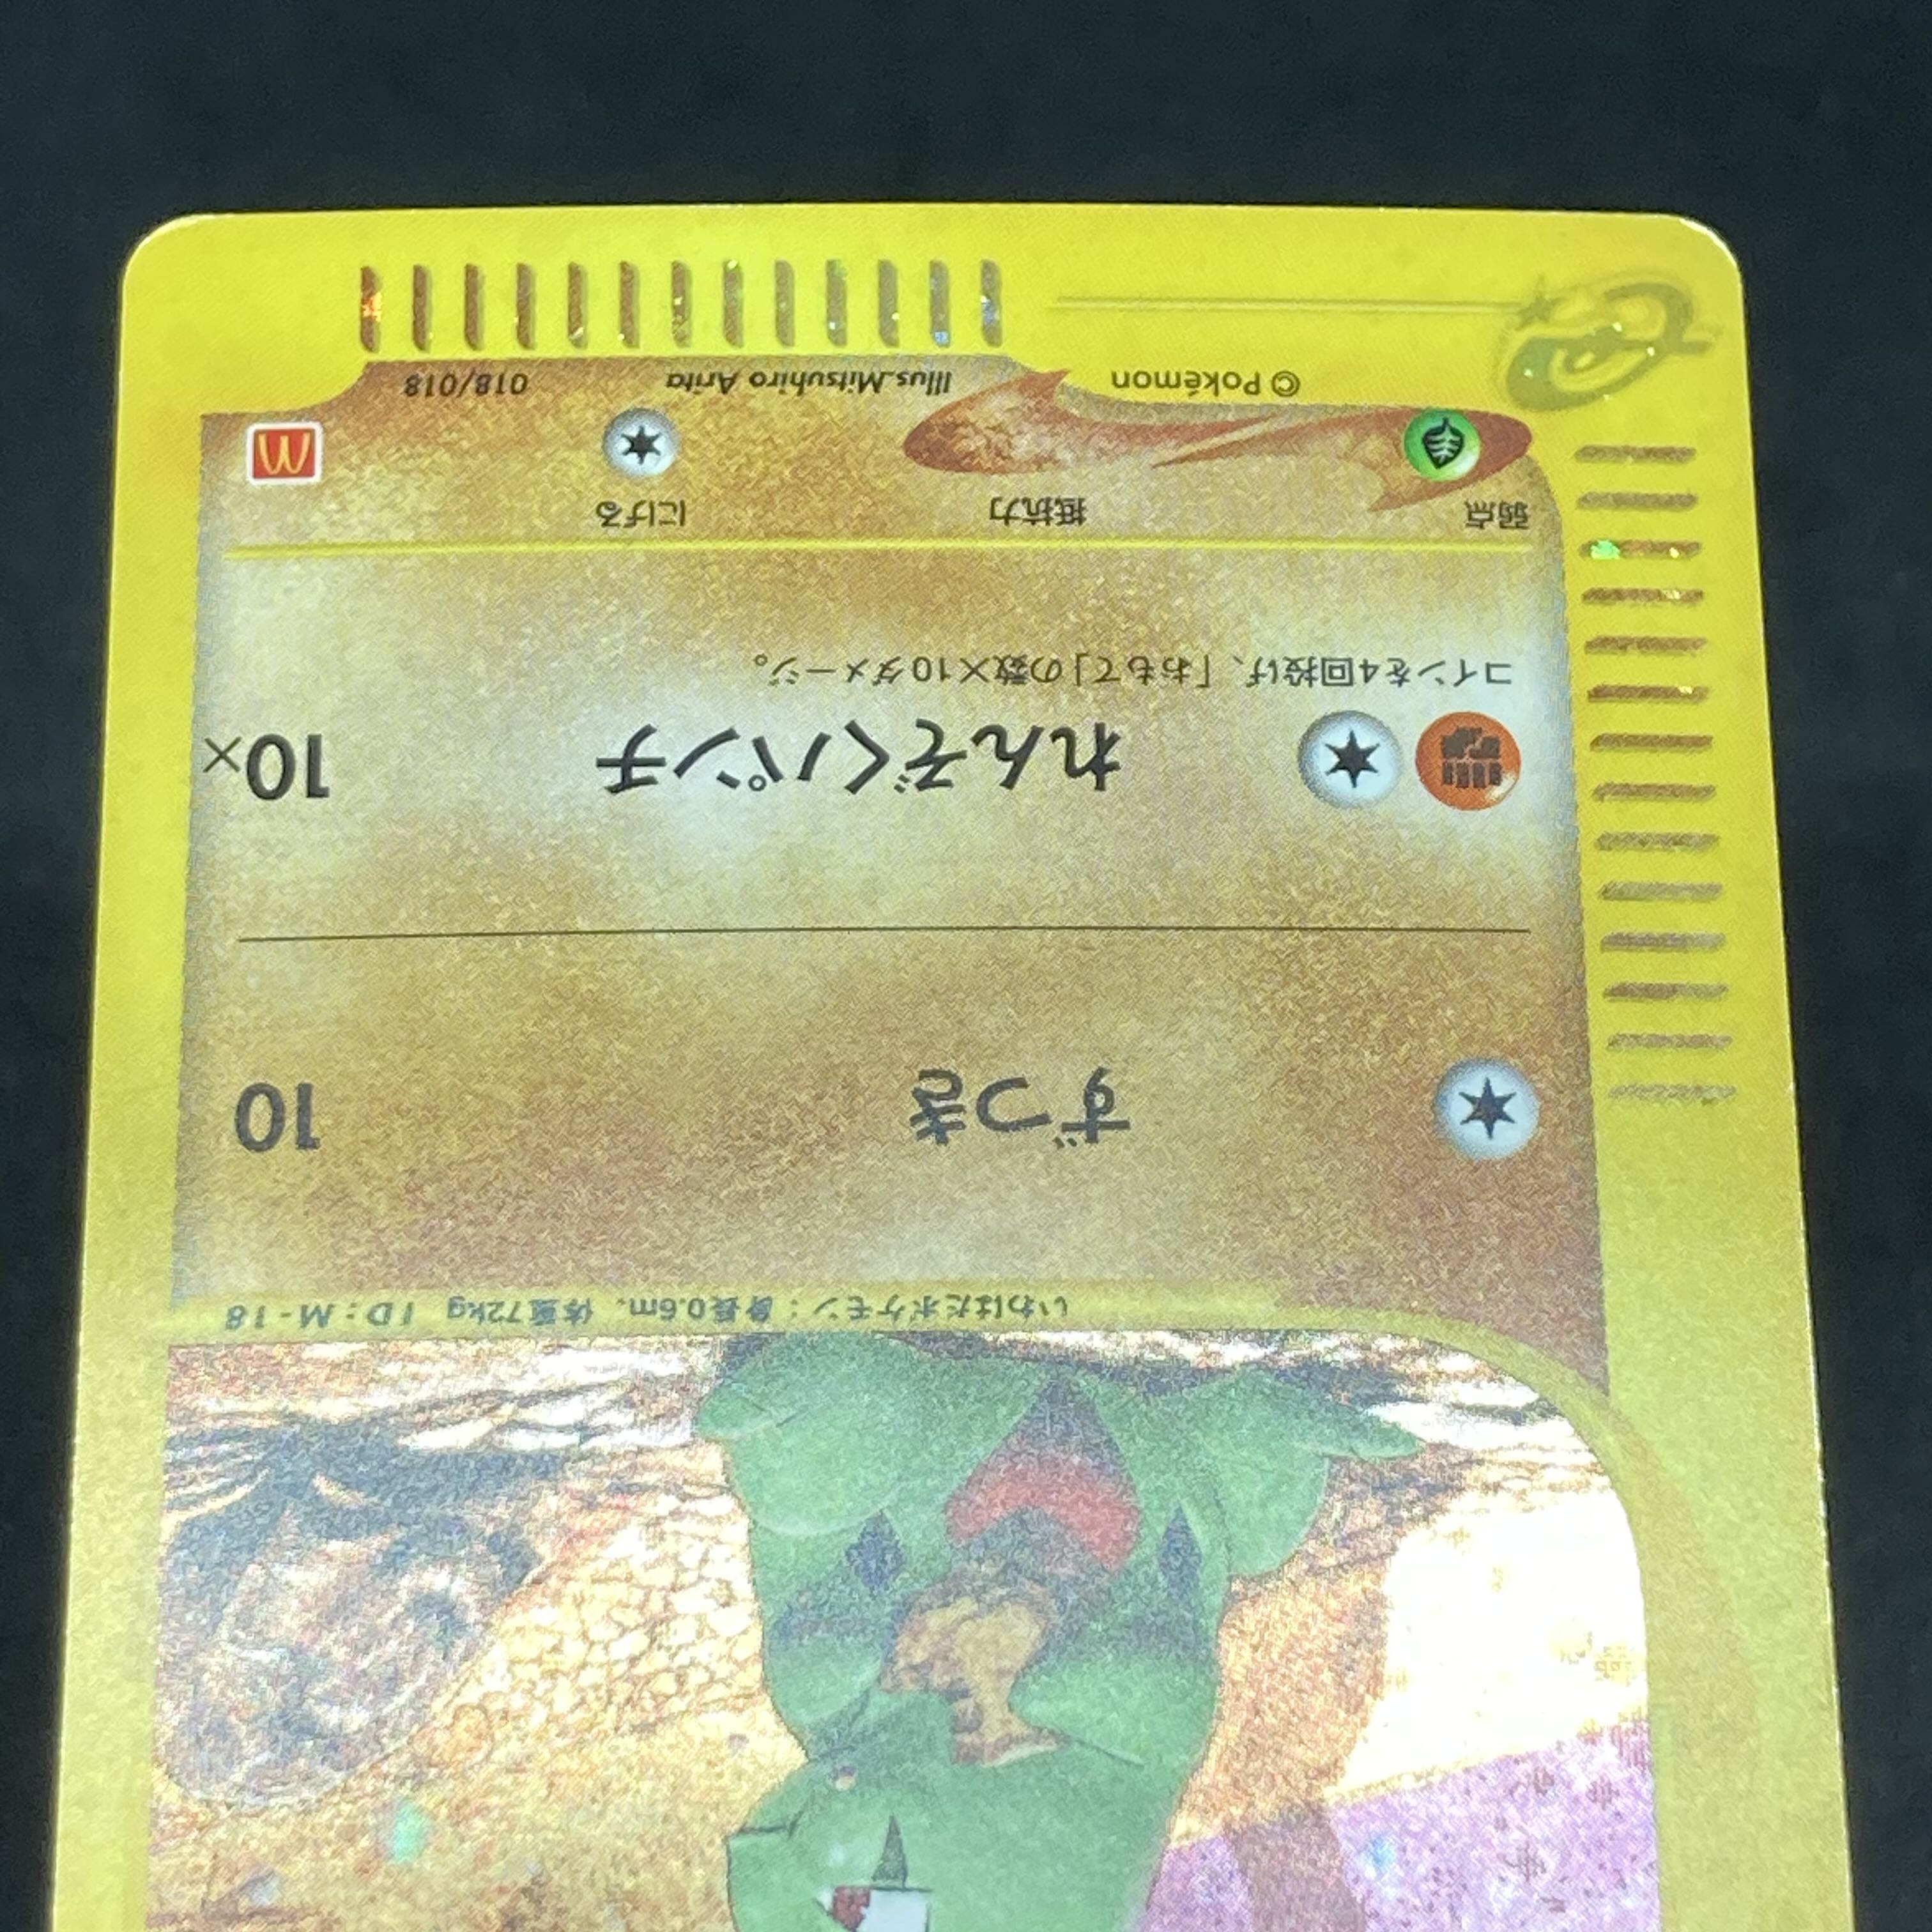 いわはだポケモン：身長0.6m、体重72kg ID:M-18
ずつき 10
れんぞくパンチ 10×
コインを4回投げ、「おもて」の数×10ダメージ。
弱点 抵抗力 にげる
©Pokémon Illus.Mitsuhiro Arita 018/018